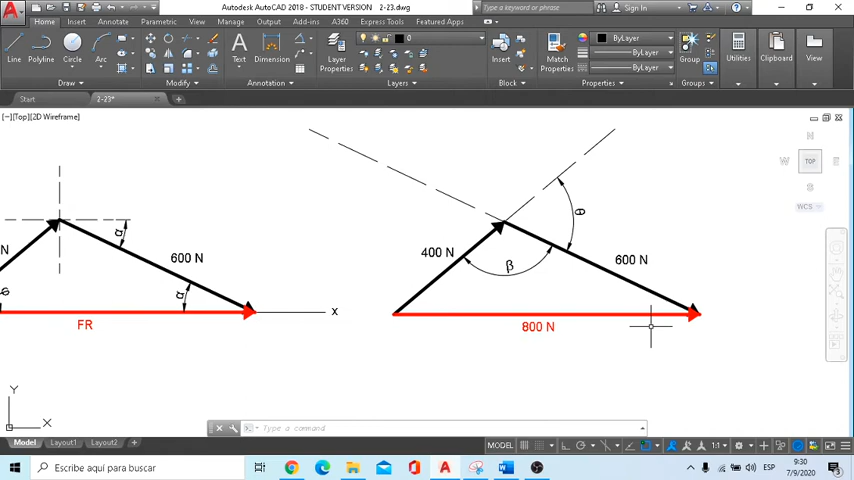 Autodesk AutoCAD 2018 - STUDENT VERSION 2-23.dwg
Type a keyword or phrase
Sign In
Home Insert Annotate Parametric View Manage Output Add-ins A360 Express Tools Featured Apps
Line Polyline Circle Arc Text Dimension Layer Properties Insert Match Properties Group Utilities Clipboard View
0
ByLayer
ByLayer
ByLayer
Draw Modify Annotation Layers Block Properties Groups
Start 2-23*
[−][Top][2D Wireframe]
N
W TOP E
S
WCS
θ
α
N
600 N
400 N
β
600 N
α
x
FR
800 N
Y
X
Type a command
Model Layout1 Layout2
MODEL
1:1
Escribe aquí para buscar
ESP
9:30
7/9/2020
3